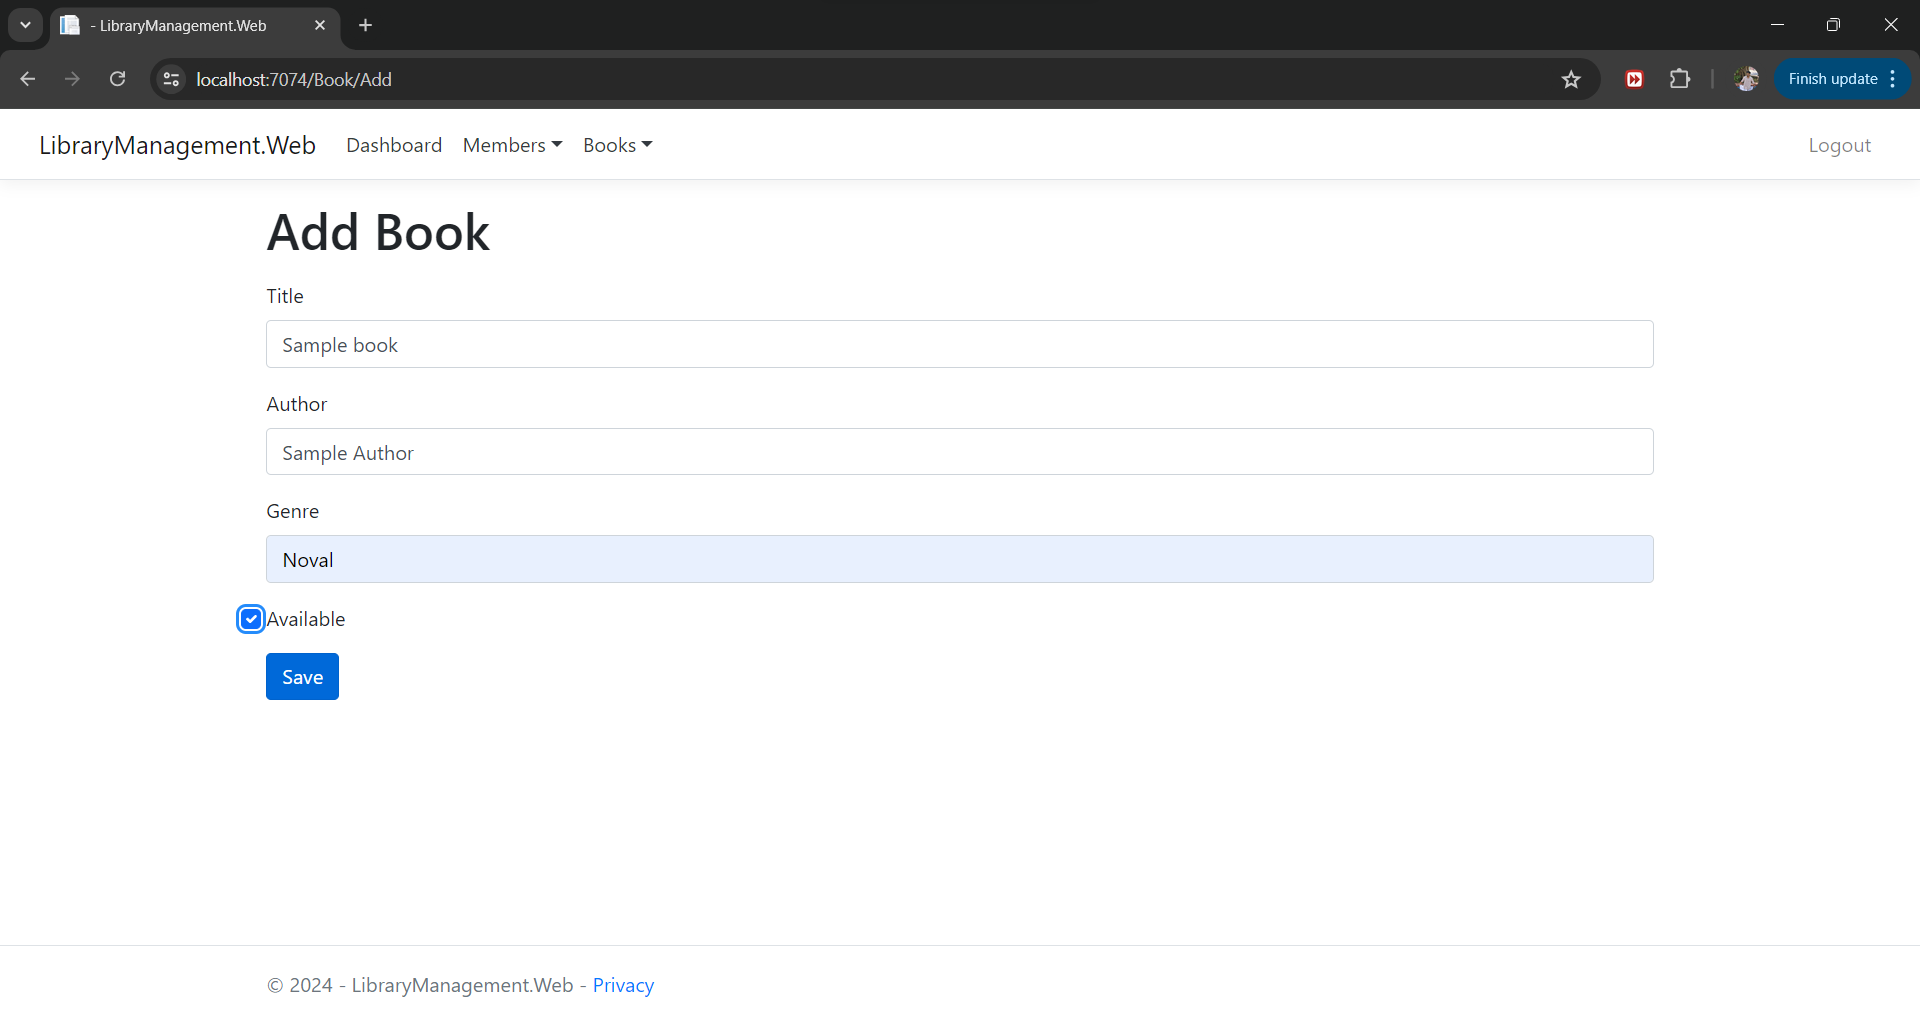 - LibraryManagement.Web
localhost:7074/Book/Add
Finish update
LibraryManagement.Web Dashboard Members Books Logout
Add Book
Title
Sample book
Author
Sample Author
Genre
Noval
Available
Save
© 2024 - LibraryManagement.Web - Privacy